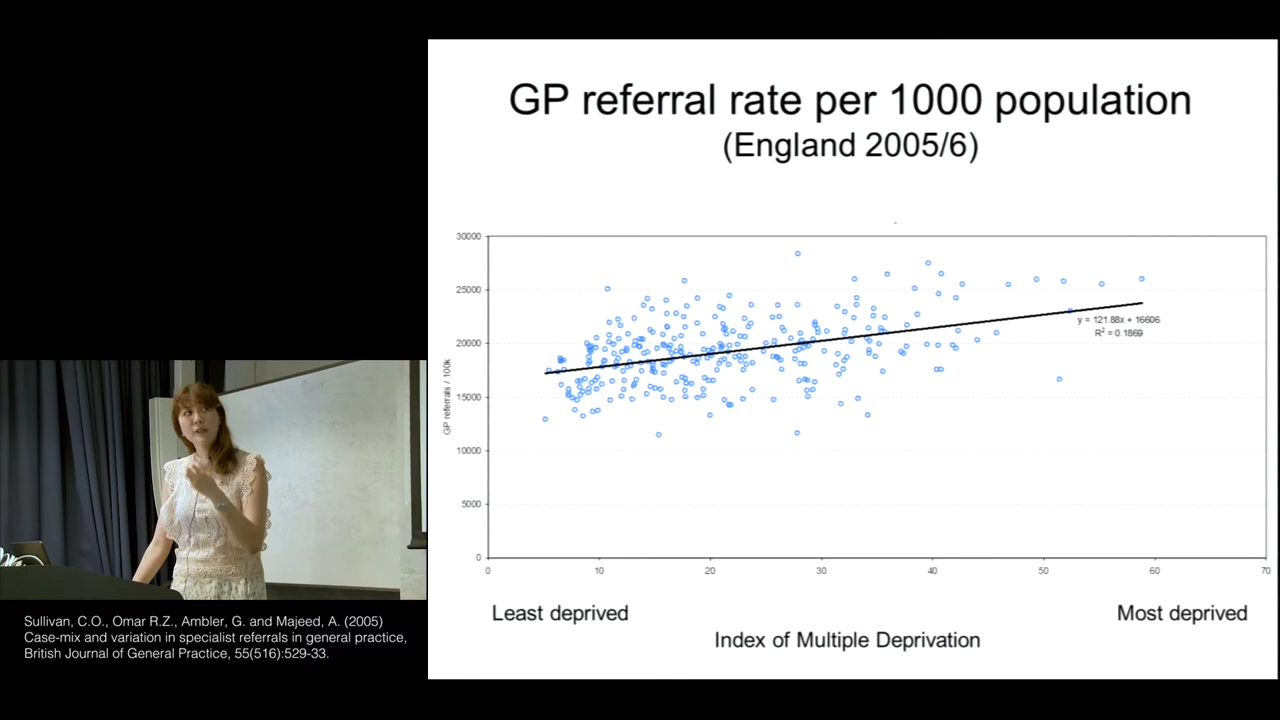 GP referral rate per 1000 population
(England 2005/6)
30000
25000
20000
15000
10000
5000
0
GP referrals / 100k
y = 121.88x + 16606
R² = 0.1869
0 10 20 30 40 50 60 70
Least deprived Most deprived
Index of Multiple Deprivation
Sullivan, C.O., Omar R.Z., Ambler, G. and Majeed, A. (2005)
Case-mix and variation in specialist referrals in general practice,
British Journal of General Practice, 55(516):529-33.